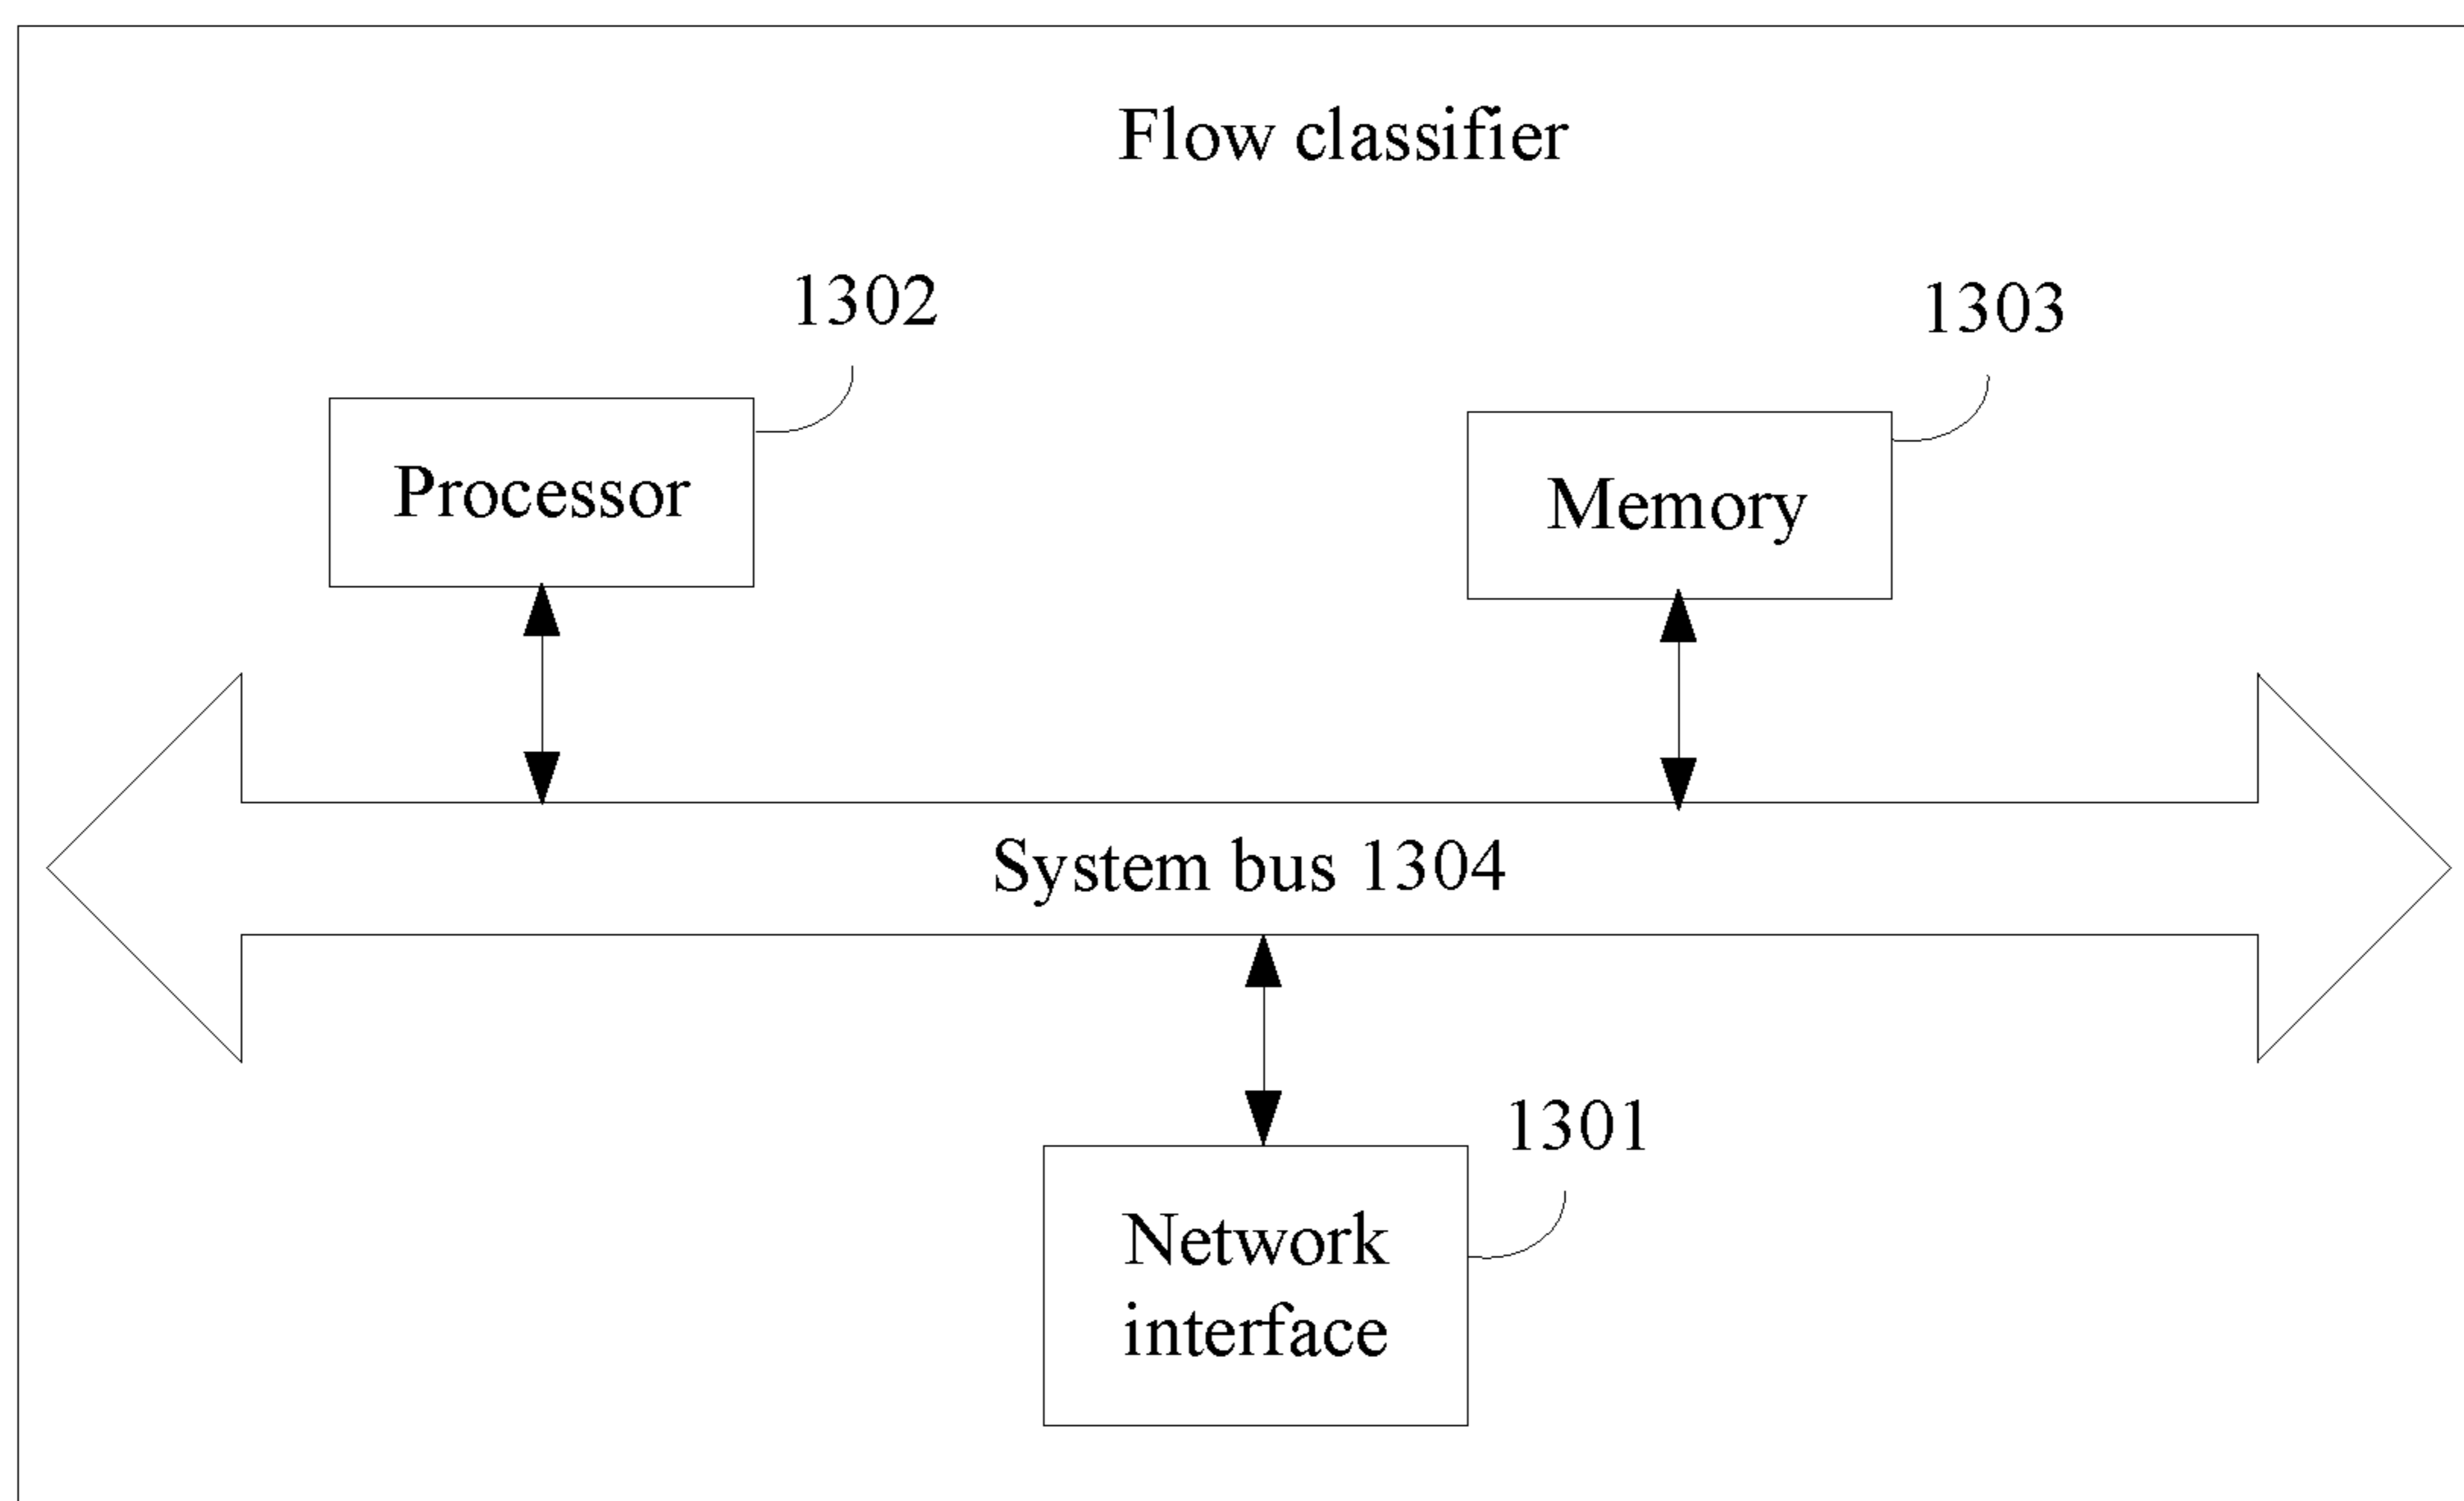 Flow classifier
1302
1303
Processor
Memory
System bus 1304
1301
Network
interface